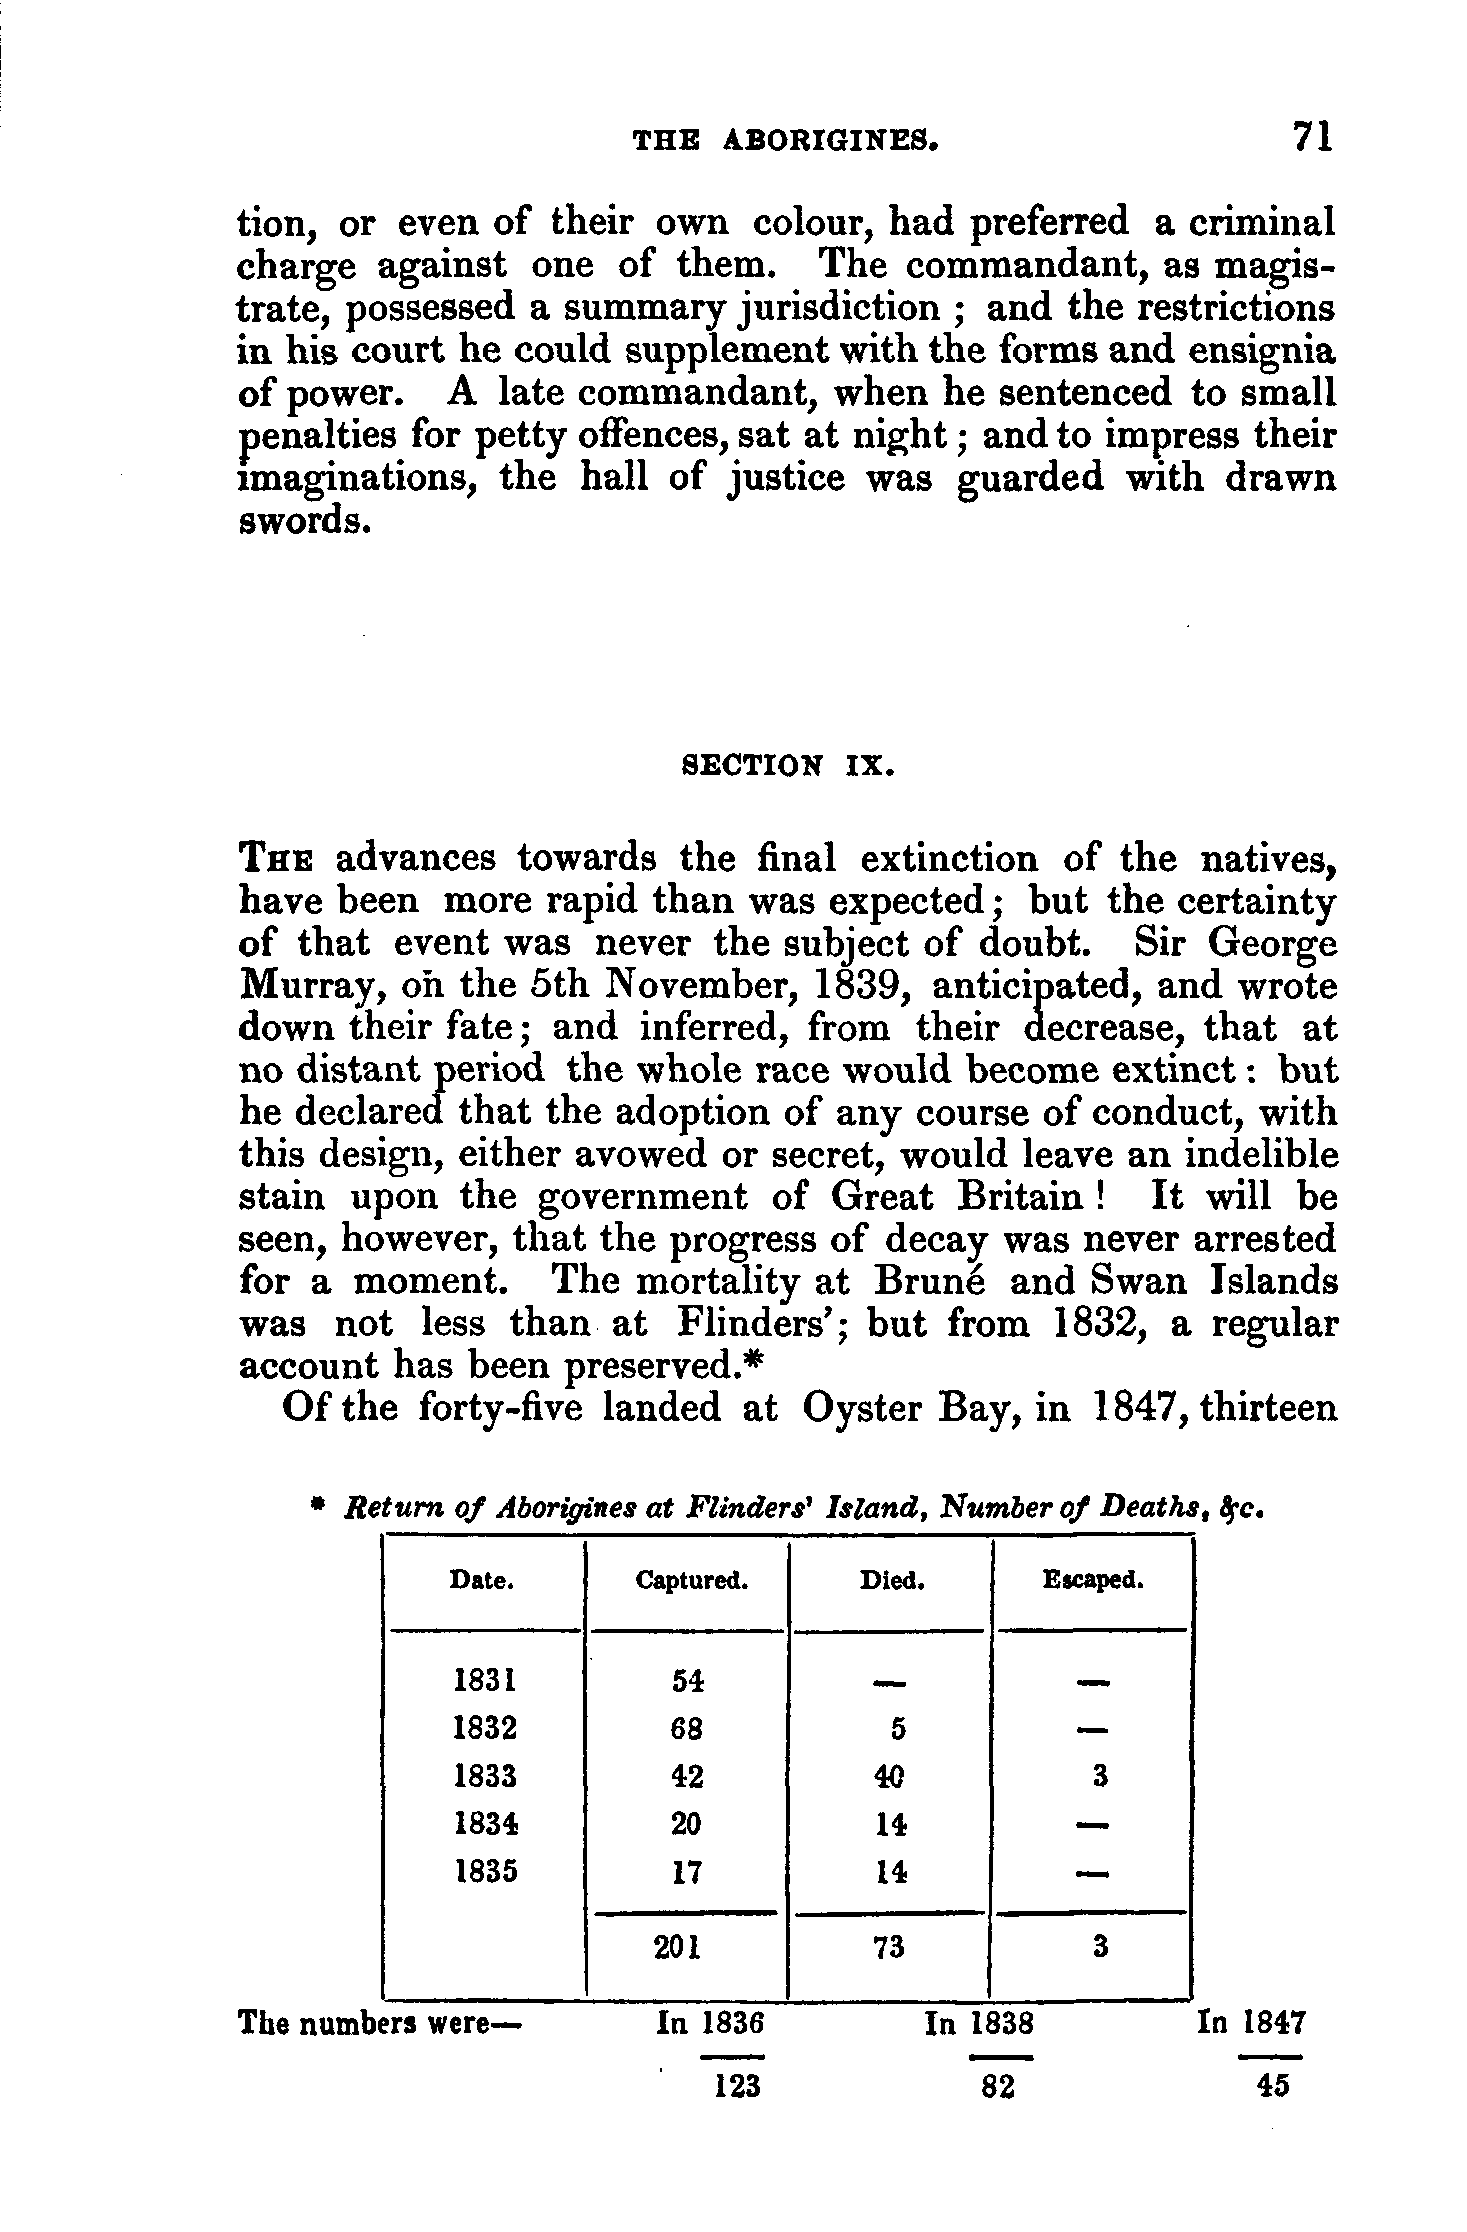 THE ABORIGINES. 71
tion, or even of their own colour, had preferred a criminal
charge against one of them. The commandant, as magis-
trate, possessed a summary jurisdiction ; and the restrictions
in his court he could supplement with the forms and ensignia
of power. A late commandant, when he sentenced to small
penalties for petty offences, sat at night ; and to impress their
imaginations, the hall of justice was guarded with drawn
swords.
SECTION IX.
THE advances towards the final extinction of the natives,
have been more rapid than was expected ; but the certainty
of that event was never the subject of doubt. Sir George
Murray, on the 5th November, 1839, anticipated, and wrote
down their fate ; and inferred, from their decrease, that at
no distant period the whole race would become extinct : but
he declared that the adoption of any course of conduct, with
this design, either avowed or secret, would leave an indelible
stain upon the government of Great Britain ! It will be
seen, however, that the progress of decay was never arrested
for a moment. The mortality at Bruné and Swan Islands
was not less than at Flinders' ; but from 1832, a regular
account has been preserved.*
Of the forty-five landed at Oyster Bay, in 1847, thirteen
* Return of Aborigines at Flinders' Island, Number of Deaths, &c.
Date. Captured. Died. Escaped.
1831 54 — —
1832 68 5 —
1833 42 40 3
1834 20 14 —
1835 17 14 —
201 73 3
The numbers were— In 1836 In 1838 In 1847
123 82 45